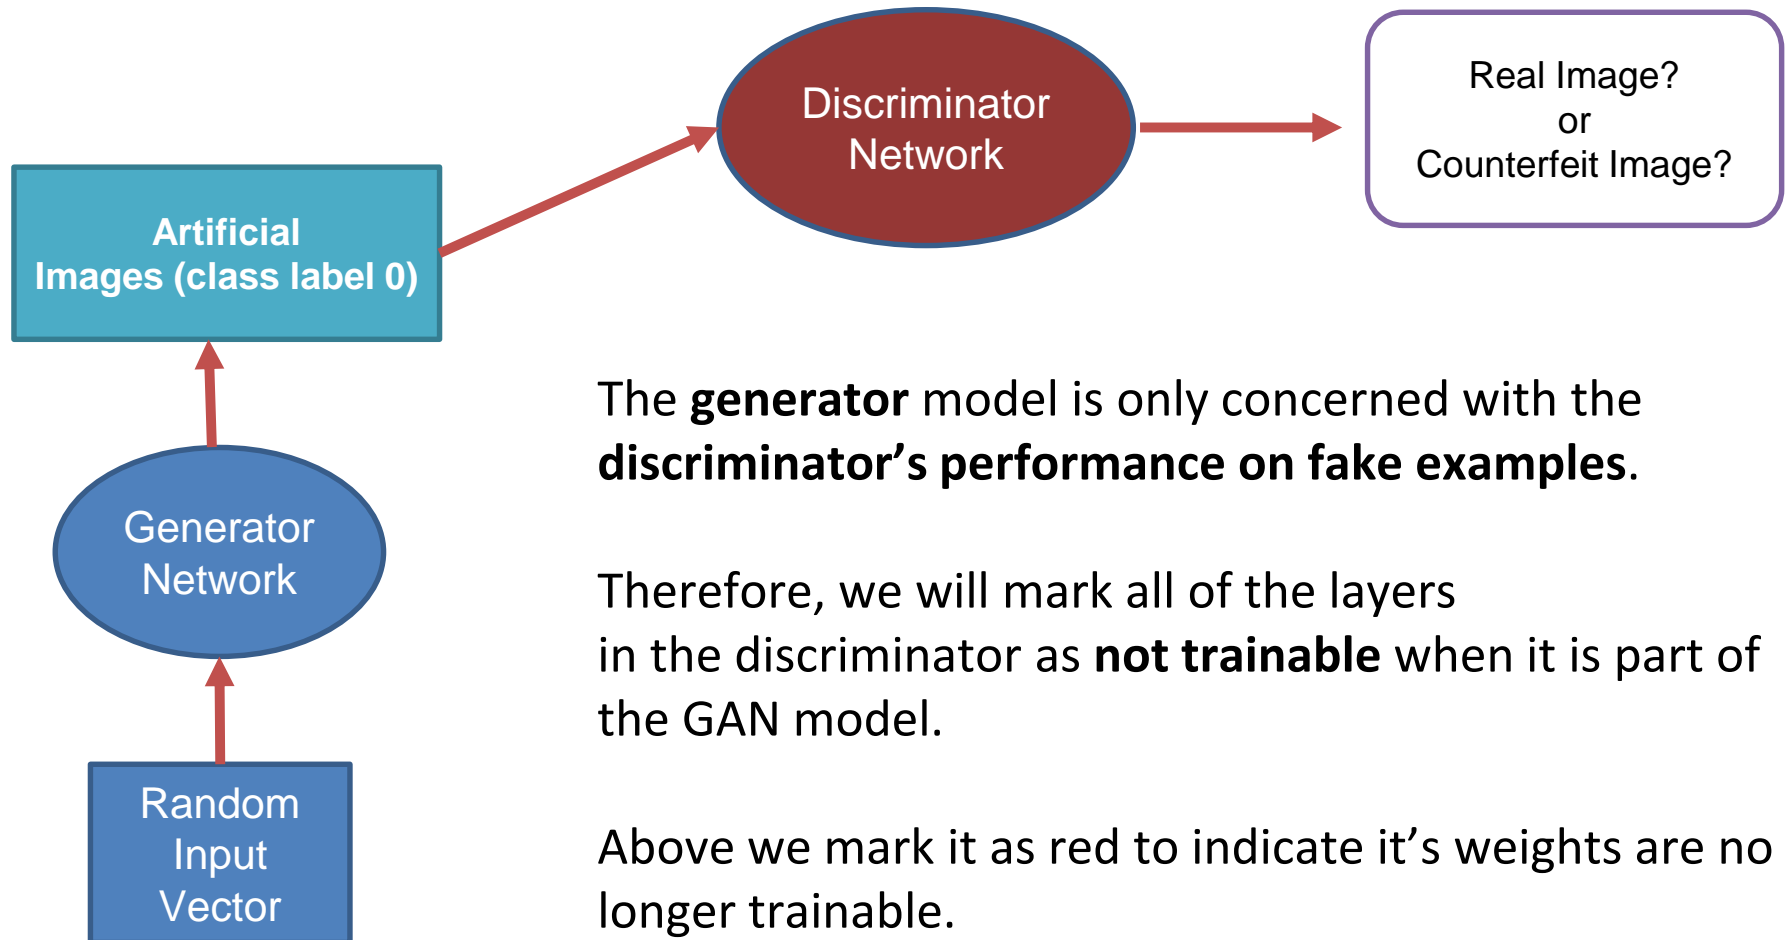 Discriminator
Network
Real Image?
or
Counterfeit Image?
Artificial
Images (class label 0)
Generator
Network
Random
Input
Vector
The generator model is only concerned with the
discriminator’s performance on fake examples.
Therefore, we will mark all of the layers
in the discriminator as not trainable when it is part of
the GAN model.
Above we mark it as red to indicate it’s weights are no
longer trainable.